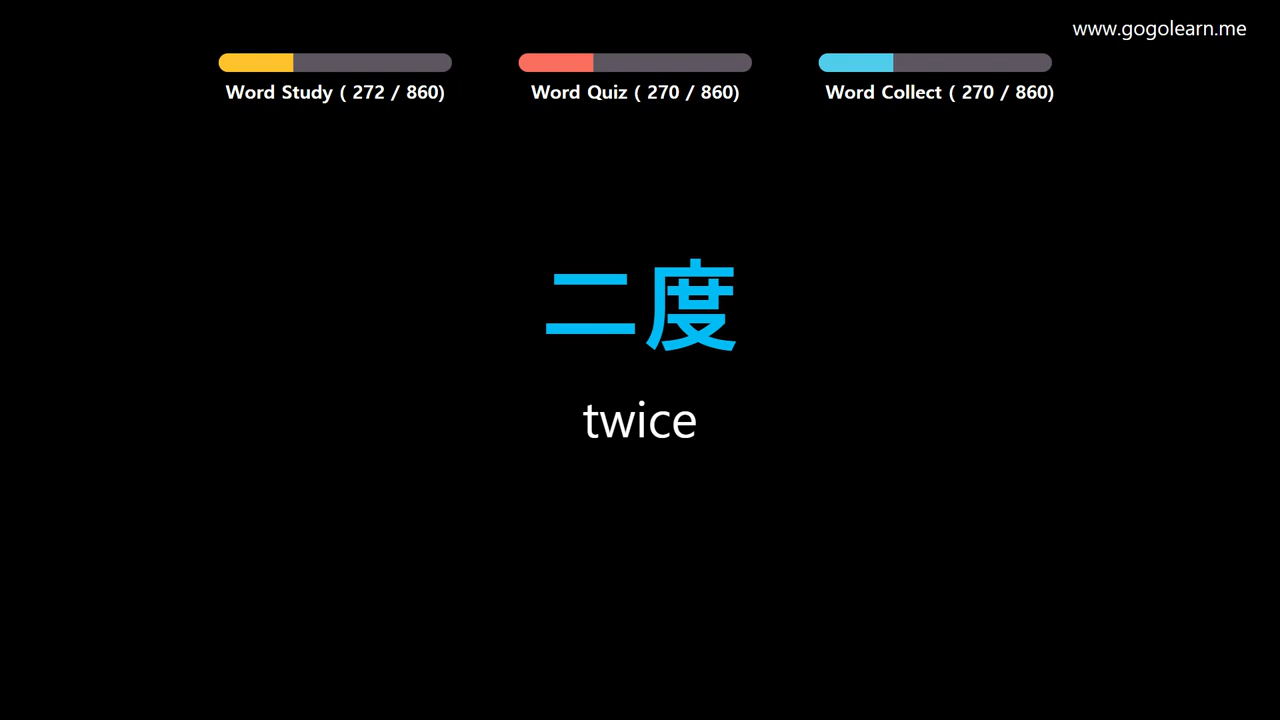 www.gogolearn.me
Word Study ( 272 / 860)
Word Quiz ( 270 / 860)
Word Collect ( 270 / 860)
二度
twice